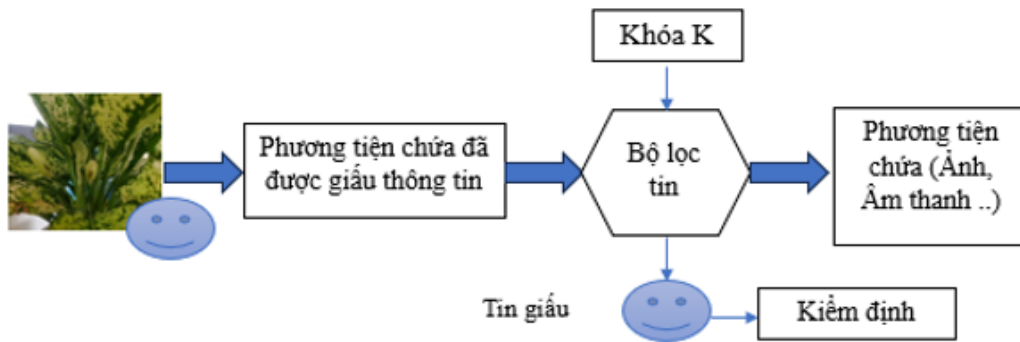 Khóa K
Phương tiện chứa đã
được giấu thông tin
Bộ lọc
tin
Phương tiện
chứa (Ảnh,
Âm thanh ..)
Tin giấu
Kiểm định